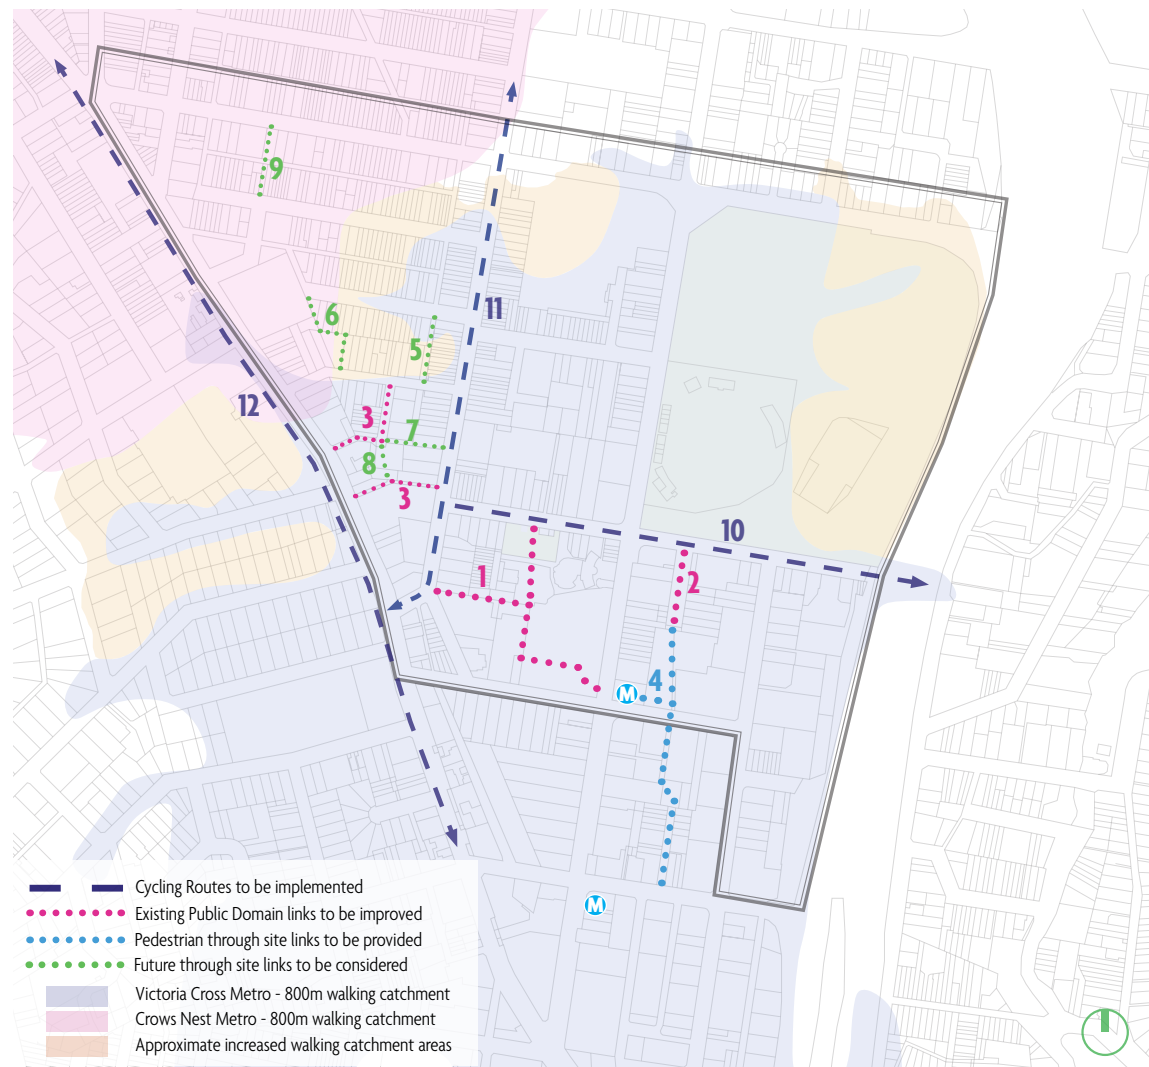 9
11
6
5
12
3
7
8
3
10
1
2
4
M
M
Cycling Routes to be implemented
Existing Public Domain links to be improved
Pedestrian through site links to be provided
Future through site links to be considered
Victoria Cross Metro - 800m walking catchment
Crows Nest Metro - 800m walking catchment
Approximate increased walking catchment areas